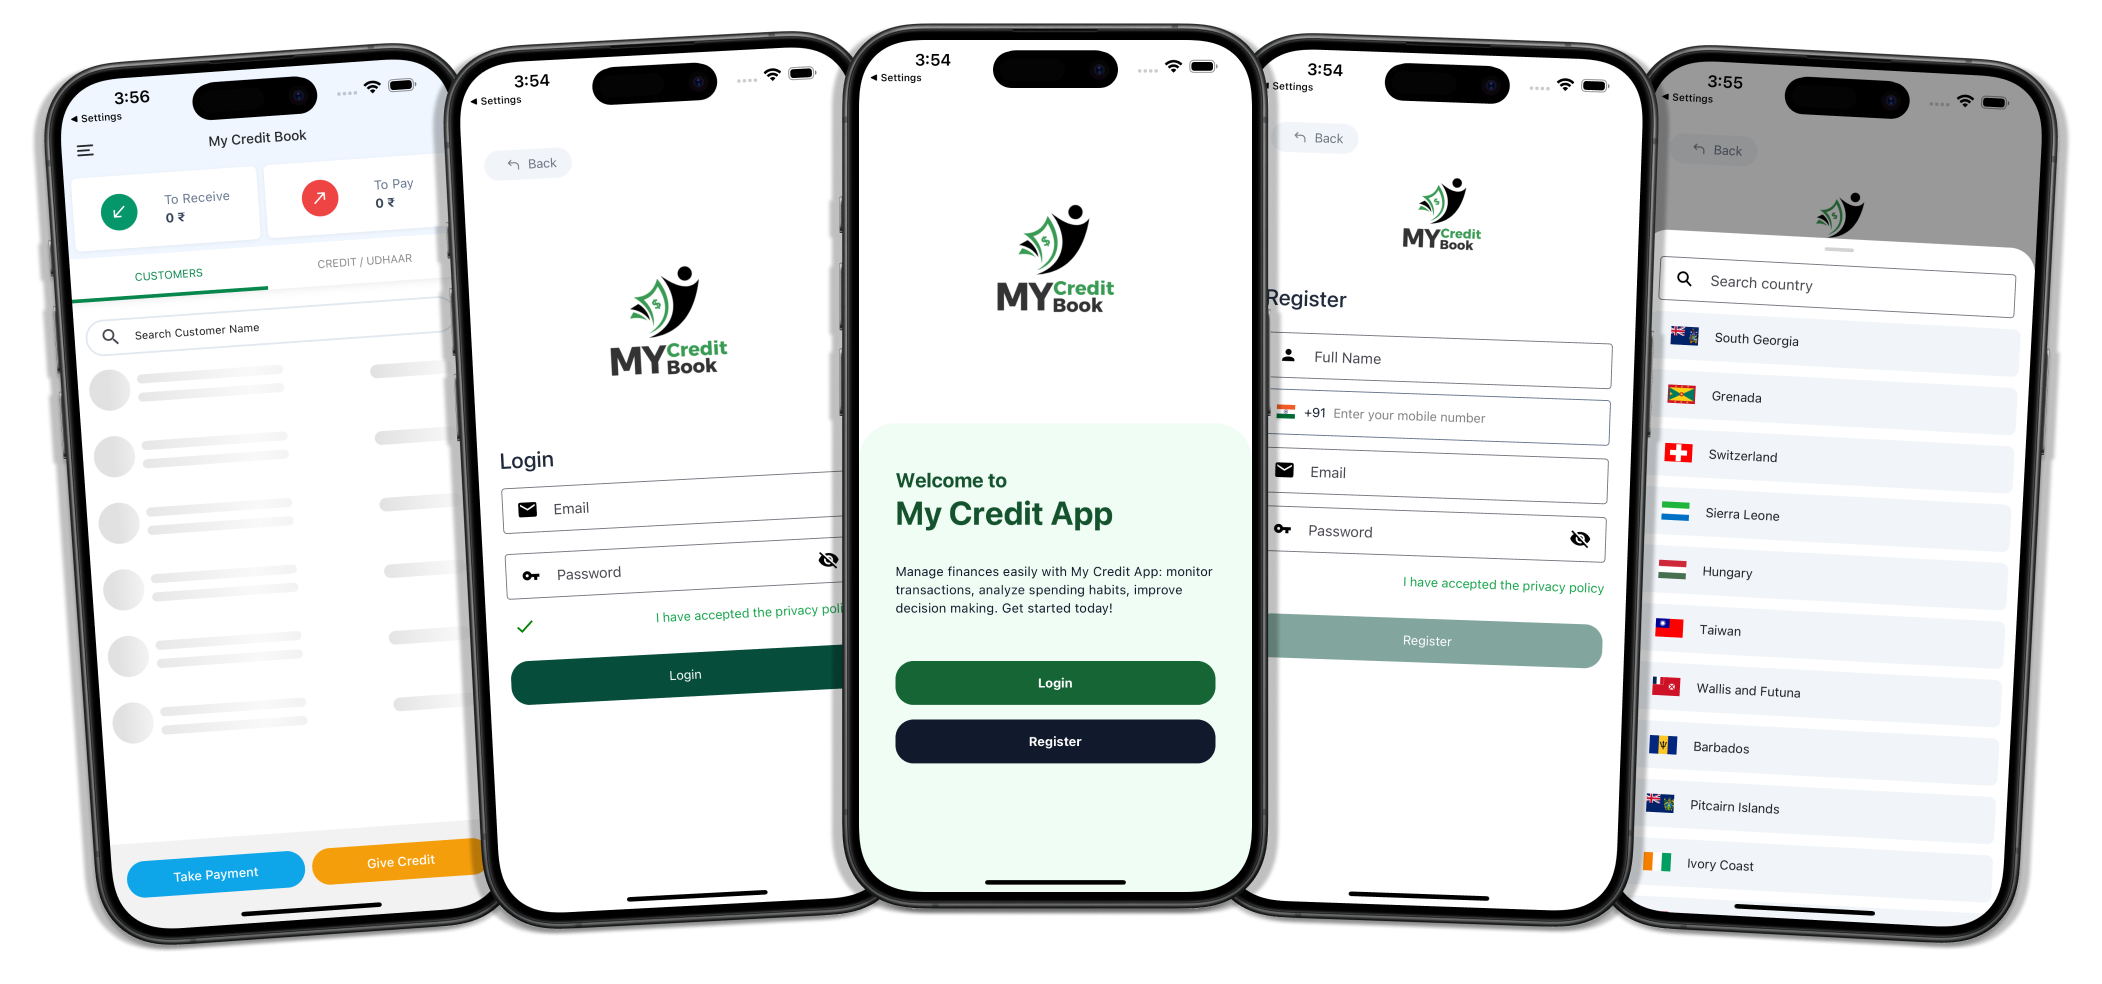 3:56
◀ Settings
My Credit Book
To Receive
0 ₹
To Pay
0 ₹
CUSTOMERS
CREDIT / UDHAAR
Search Customer Name
Take Payment
Give Credit
3:54
◀ Settings
Back
MY Credit
Book
Login
Email
Password
I have accepted the privacy poli
Login
3:54
◀ Settings
MY Credit
Book
Welcome to
My Credit App
Manage finances easily with My Credit App: monitor
transactions, analyze spending habits, improve
decision making. Get started today!
Login
Register
3:54
Settings
Back
MY Credit
Book
Register
Full Name
+91 Enter your mobile number
Email
Password
I have accepted the privacy policy
Register
3:55
◀ Settings
Back
Search country
South Georgia
Grenada
Switzerland
Sierra Leone
Hungary
Taiwan
Wallis and Futuna
Barbados
Pitcairn Islands
Ivory Coast